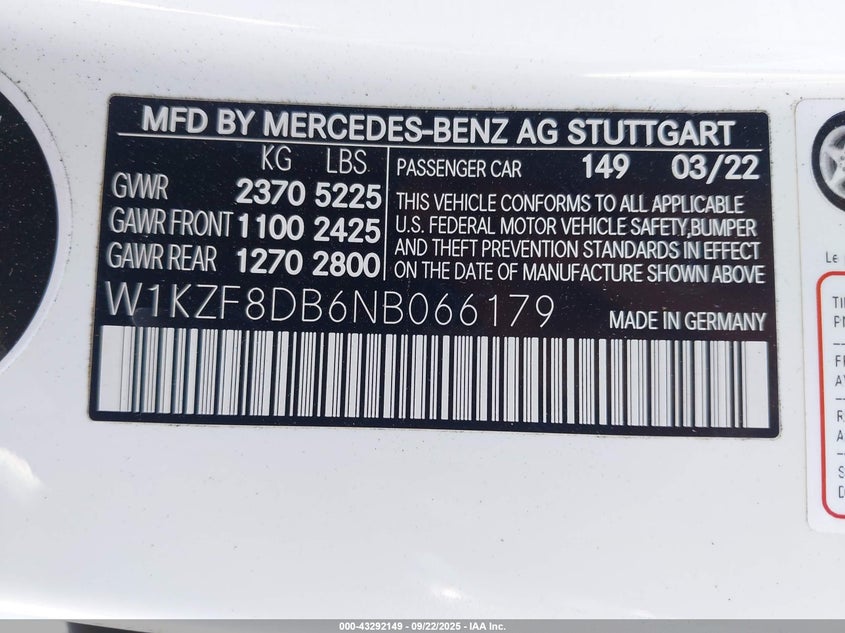 MFD BY MERCEDES-BENZ AG STUTTGART
KG LBS
GVWR 2370 5225
GAWR FRONT 1100 2425
GAWR REAR 1270 2800
PASSENGER CAR 149 03/22
THIS VEHICLE CONFORMS TO ALL APPLICABLE
U.S. FEDERAL MOTOR VEHICLE SAFETY,BUMPER
AND THEFT PREVENTION STANDARDS IN EFFECT
ON THE DATE OF MANUFACTURE SHOWN ABOVE
W1KZF8DB6NB066179 MADE IN GERMANY
Le
000-43292149 - 09/22/2025 - IAA Inc.